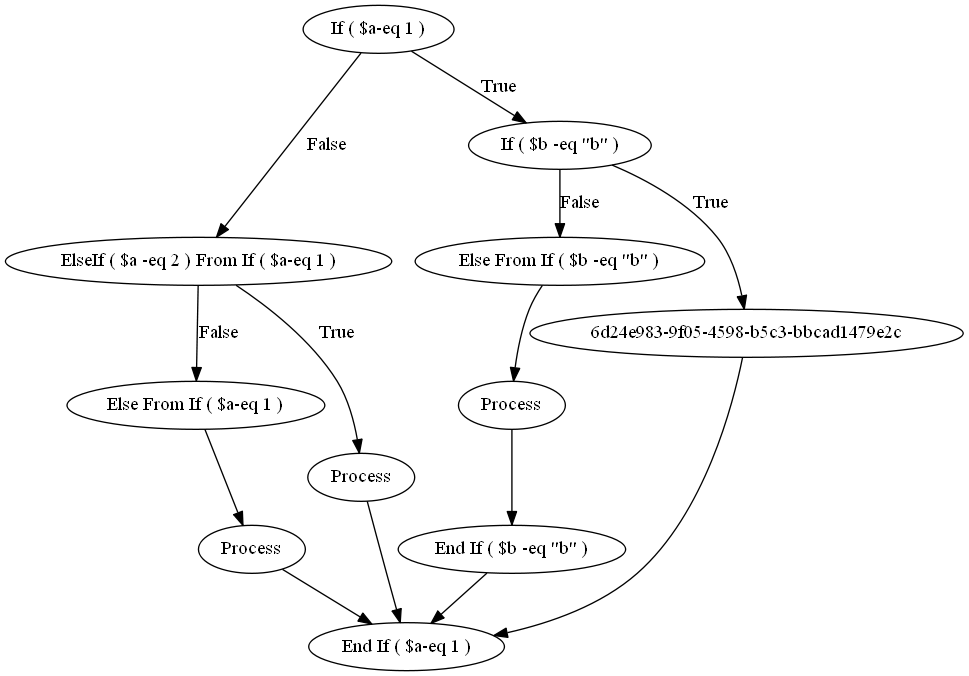 If ( $a-eq 1 )
True
False
If ( $b -eq "b" )
False
True
ElseIf ( $a -eq 2 ) From If ( $a-eq 1 )
Else From If ( $b -eq "b" )
False
True
6d24e983-9f05-4598-b5c3-bbcad1479e2c
Else From If ( $a-eq 1 )
Process
Process
Process
End If ( $b -eq "b" )
End If ( $a-eq 1 )